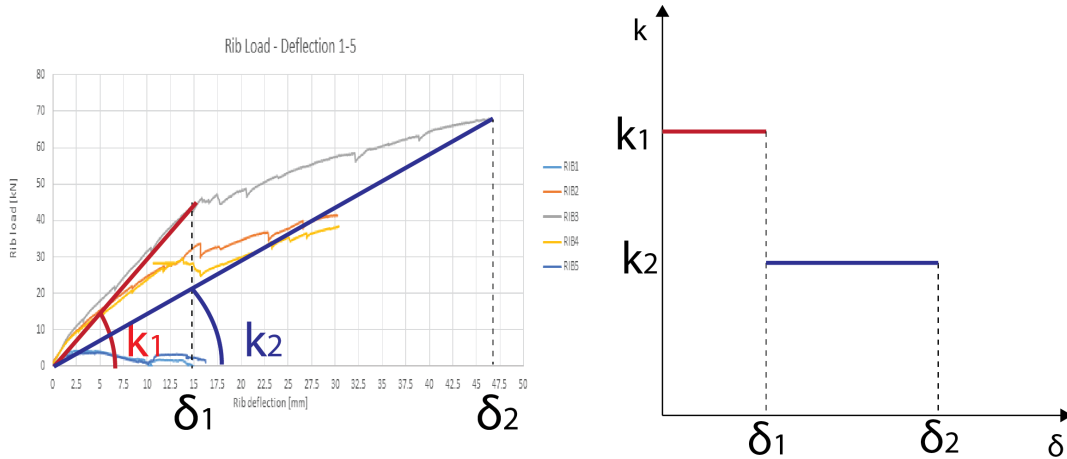 Rib Load - Deflection 1-5
80
70
60
50
40
30
20
10
0
Rib load [kN]
0 2.5 5 7.5 10 12.5 15 17.5 20 22.5 25 27.5 30 32.5 35 37.5 40 42.5 45 47.5 50
Rib deflection [mm]
RIB1
RIB2
RIB3
RIB4
RIB5
k1
k2
δ1
δ2
k
k1
k2
δ1
δ2
δ